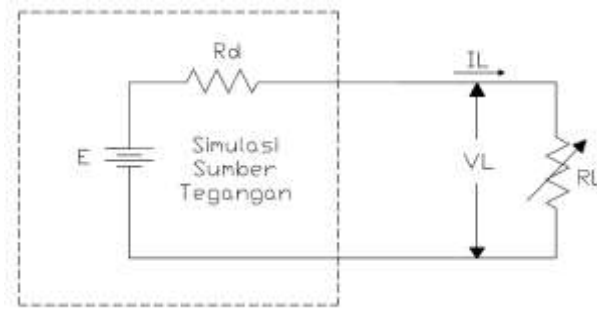 Rd
IL
E
Simulasi
Sumber
Tegangan
VL
RL